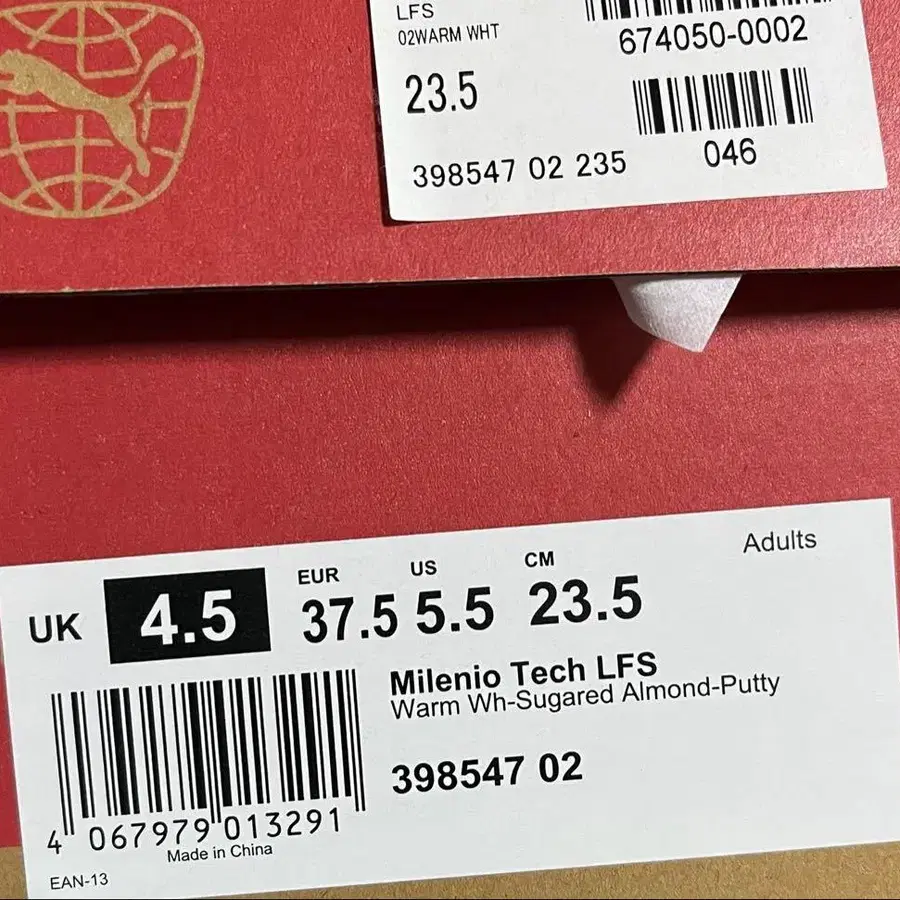 LFS
02WARM WHT
674050-0002
23.5
046
398547 02 235
Adults
EUR US CM
UK 4.5 37.5 5.5 23.5
Milenio Tech LFS
Warm Wh-Sugared Almond-Putty
398547 02
4 067979 013291
Made in China
EAN-13